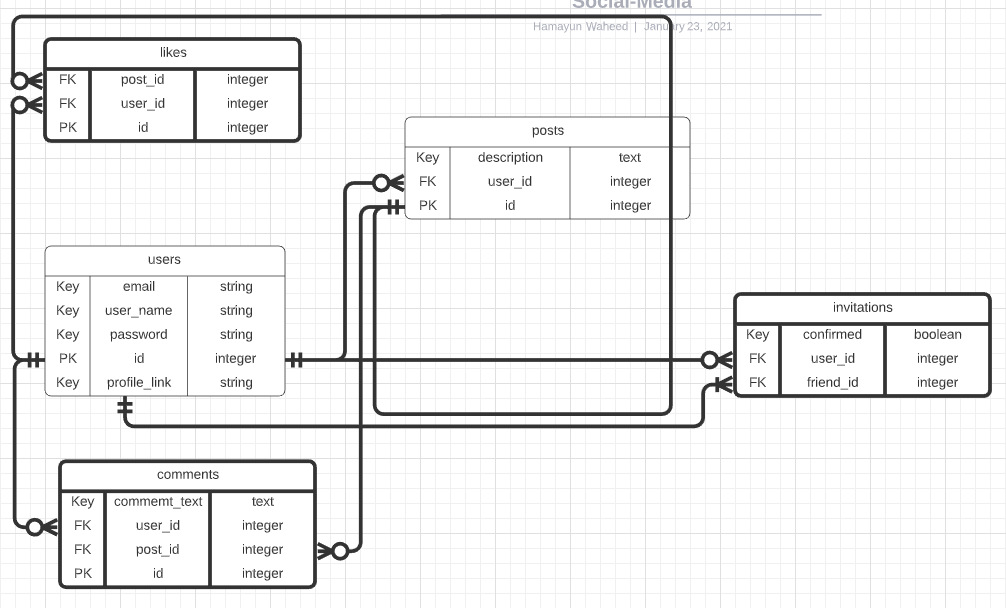 Social-Media
Hamayun Waheed | January 23, 2021
likes
FK post_id integer
FK user_id integer
PK id integer
posts
Key description text
FK user_id integer
PK id integer
users
Key email string
Key user_name string
Key password string
PK id integer
Key profile_link string
invitations
Key confirmed boolean
FK user_id integer
FK friend_id integer
comments
Key commemt_text text
FK user_id integer
FK post_id integer
PK id integer